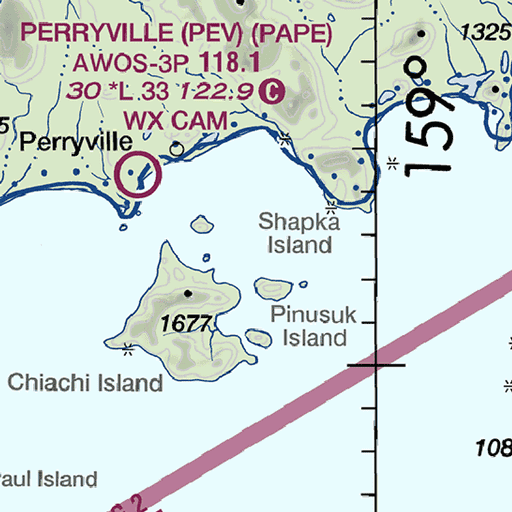 PERRYVILLE (PEV) (PAPE)
1325
AWOS-3P 118.1
30 *L 33 122.9 C
WX CAM
159°
5
Perryville
Shapka
Island
1677
Pinusuk
Island
Chiachi Island
108
Paul Island